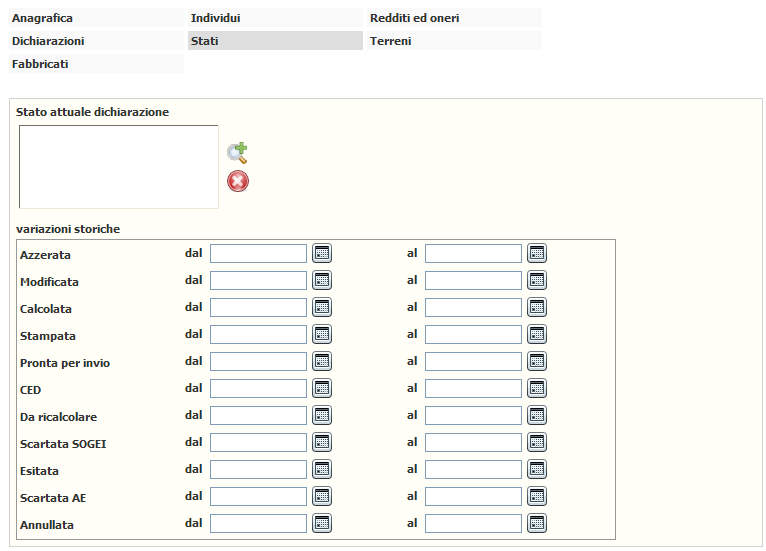 Anagrafica Individui Redditi ed oneri
Dichiarazioni Stati Terreni
Fabbricati
Stato attuale dichiarazione
variazioni storiche
Azzerata dal al
Modificata dal al
Calcolata dal al
Stampata dal al
Pronta per invio dal al
CED dal al
Da ricalcolare dal al
Scartata SOGEI dal al
Esitata dal al
Scartata AE dal al
Annullata dal al